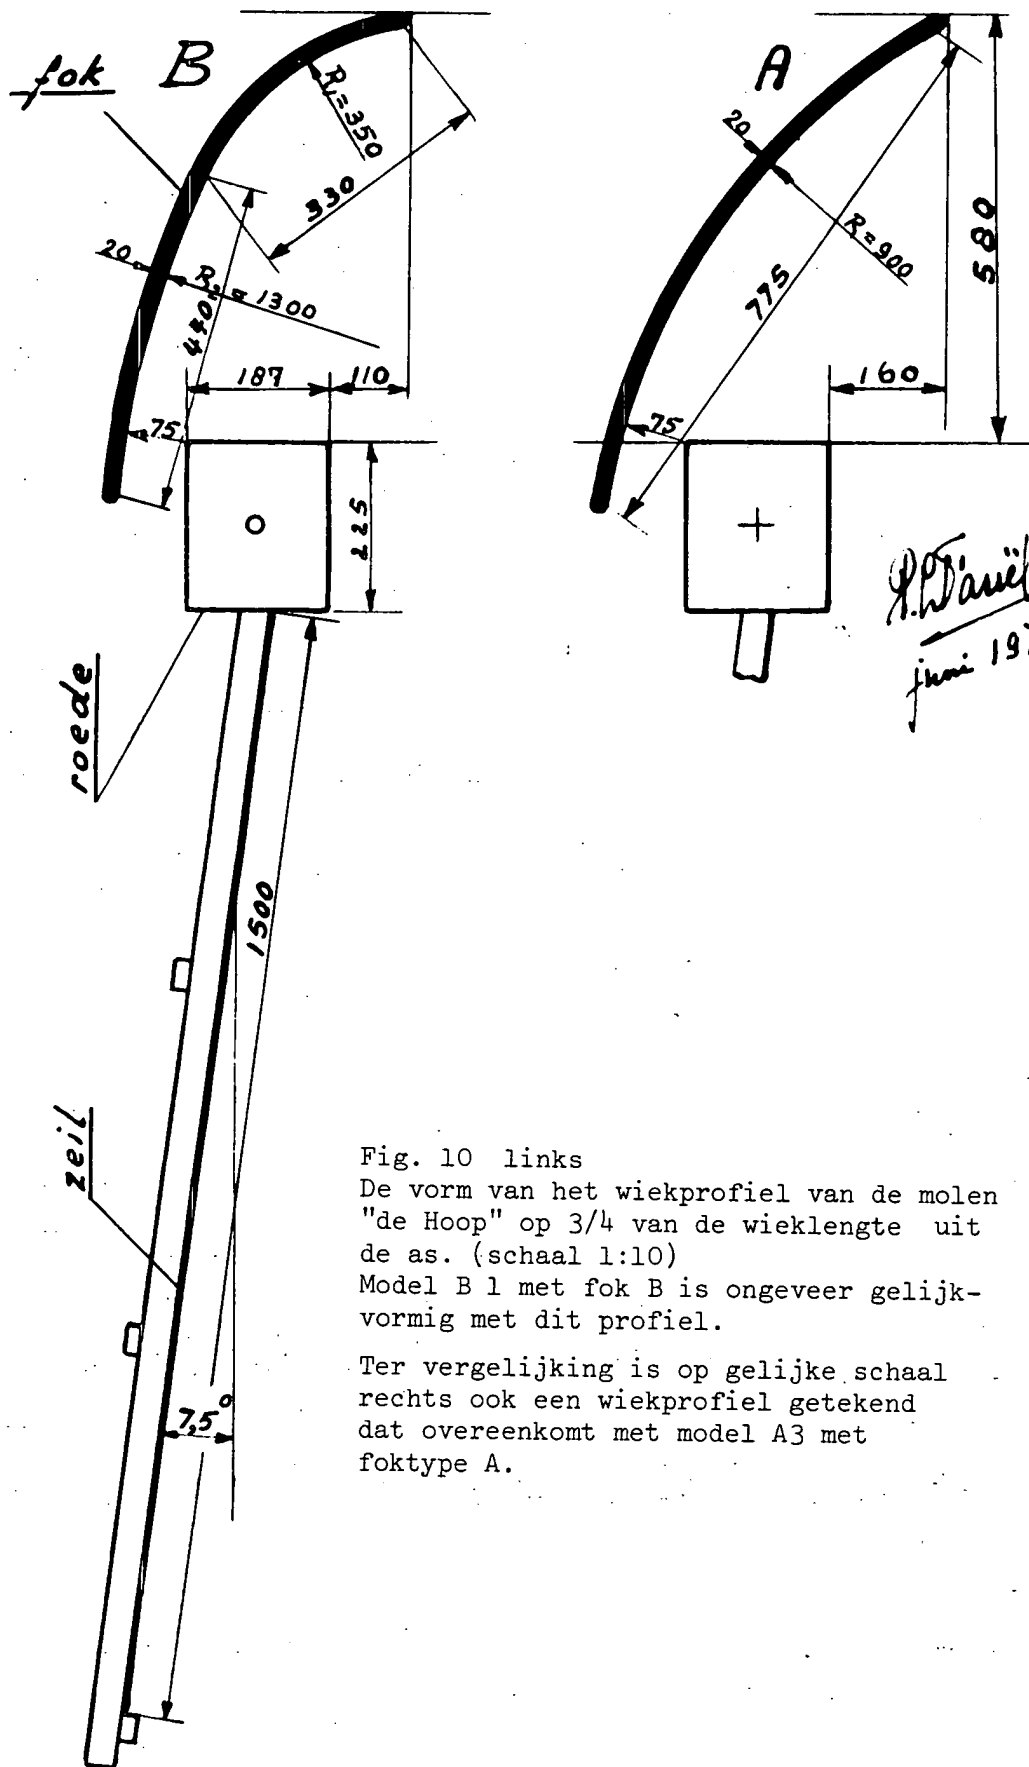 B
A
fok
R₁=350
330
20
R₂=1300
440
187
110
75
225
20
R=900
775
580
160
75
juni
roede
1500
zeil
7,5°
Fig. 10 links
De vorm van het wiekprofiel van de molen
"de Hoop" op 3/4 van de wieklengte uit
de as. (schaal 1:10)
Model B 1 met fok B is ongeveer gelijk-
vormig met dit profiel.
Ter vergelijking is op gelijke schaal
rechts ook een wiekprofiel getekend
dat overeenkomt met model A3 met
foktype A.